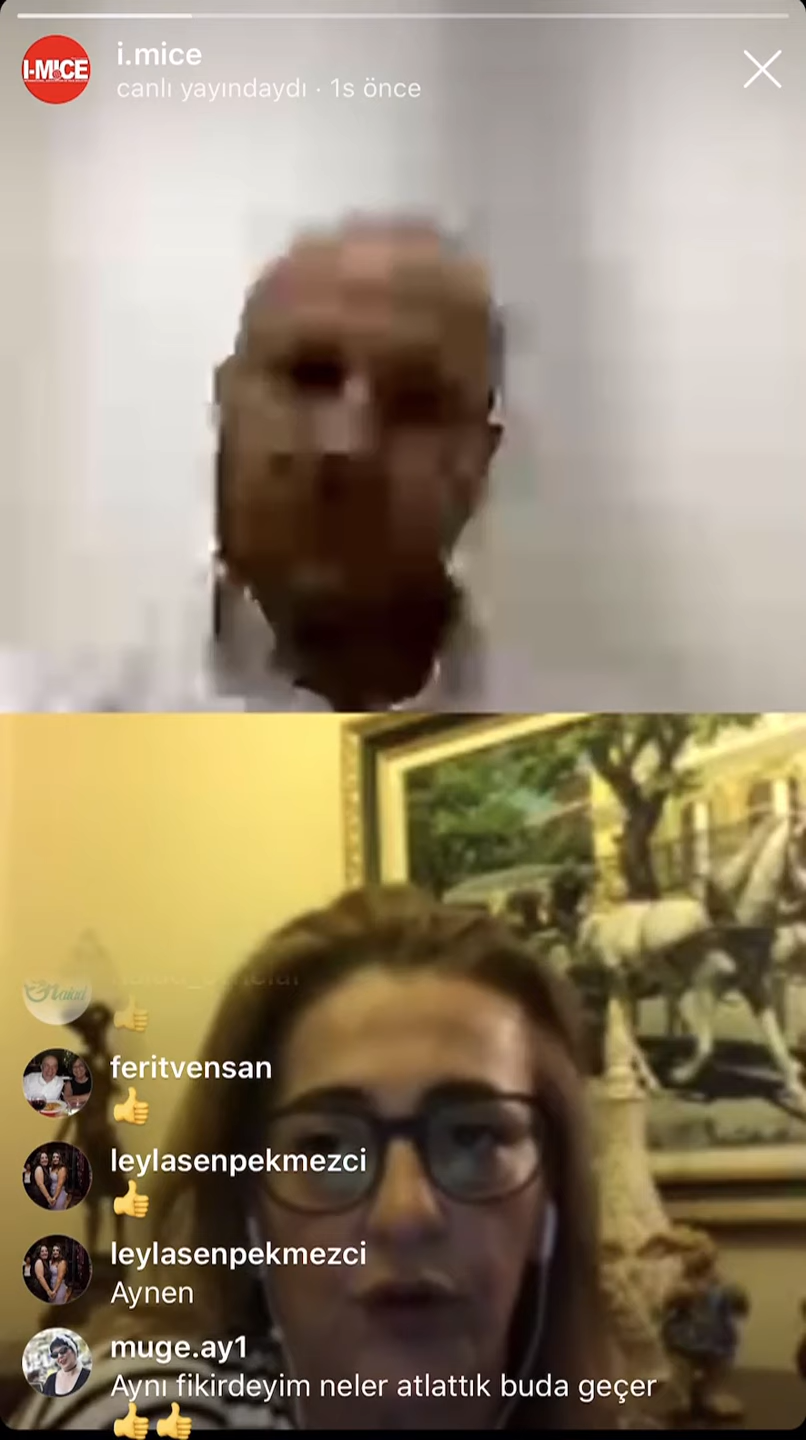 I-MICE
i.mice
canlı yayındaydı · 1s önce
👍
feritvensan
👍
leylasenpekmezci
👍
leylasenpekmezci
Aynen
muge.ay1
Aynı fikirdeyim neler atlattık buda geçer
👍👍